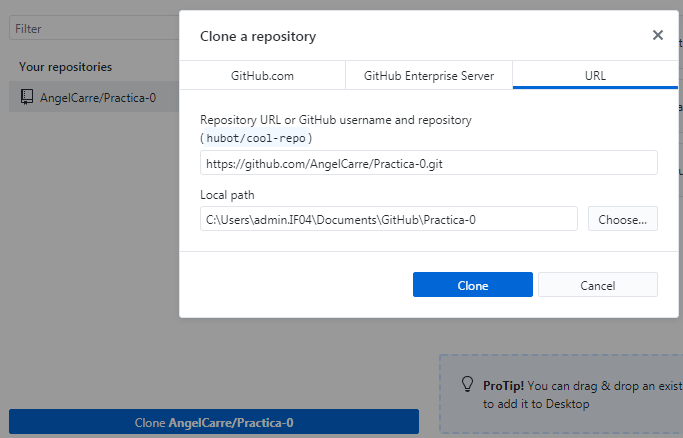 Filter
Your repositories
AngelCarre/Practica-0
Clone a repository
GitHub.com
GitHub Enterprise Server
URL
Repository URL or GitHub username and repository
(hubot/cool-repo)
https://github.com/AngelCarre/Practica-0.git
Local path
C:\Users\admin.IF04\Documents\GitHub\Practica-0
Choose...
Clone
Cancel
ProTip! You can drag & drop an exist
to add it to Desktop
Clone AngelCarre/Practica-0